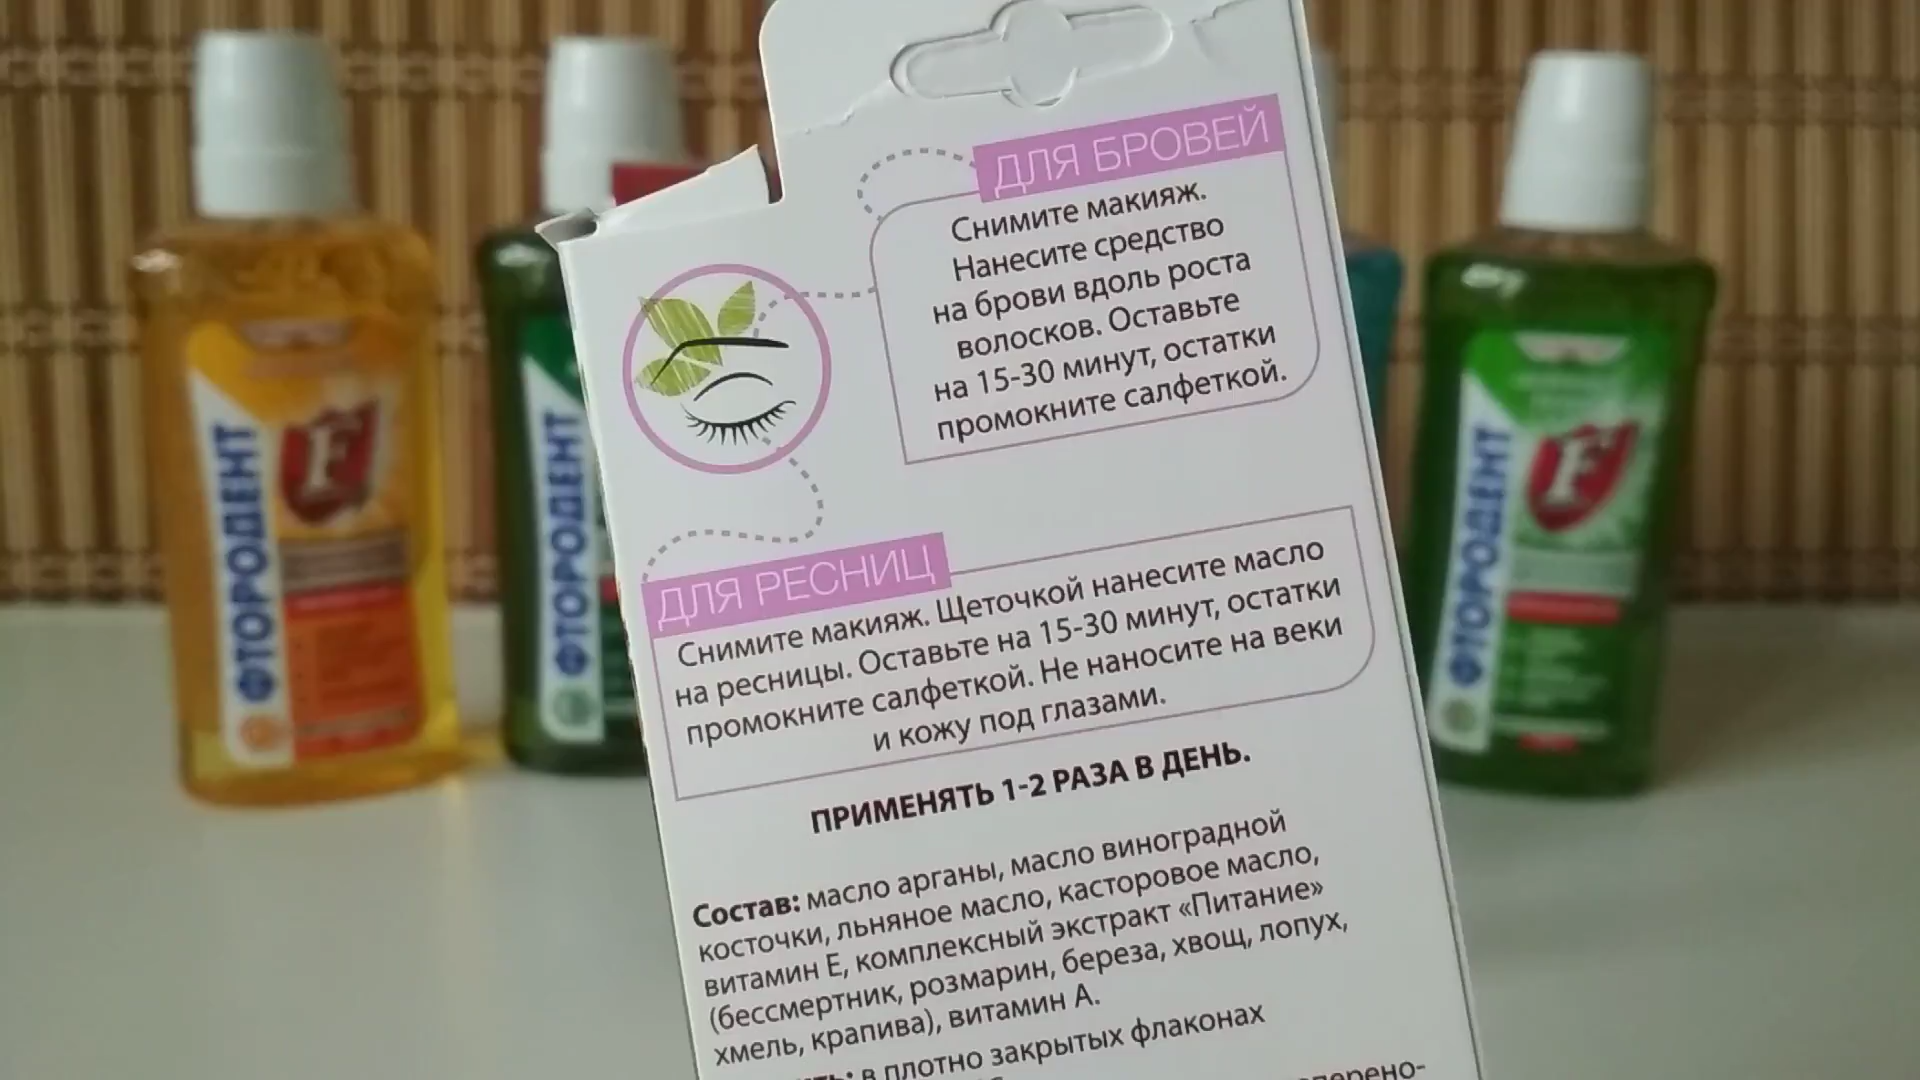 ДЛЯ БРОВЕЙ
Снимите макияж.
Нанесите средство
на брови вдоль роста
волосков. Оставьте
на 15-30 минут, остатки
промокните салфеткой.
ДЛЯ РЕСНИЦ
Снимите макияж. Щеточкой нанесите масло
на ресницы. Оставьте на 15-30 минут, остатки
промокните салфеткой. Не наносите на веки
и кожу под глазами.
ПРИМЕНЯТЬ 1-2 РАЗА В ДЕНЬ.
Состав: масло арганы, масло виноградной
косточки, льняное масло, касторовое масло,
витамин Е, комплексный экстракт «Питание»
(бессмертник, розмарин, береза, хвощ, лопух,
хмель, крапива), витамин А.
в плотно закрытых флаконах
ФТОРОДЕНТ
F
ФТОРОДЕНТ
ФТОРОДЕНТ
F